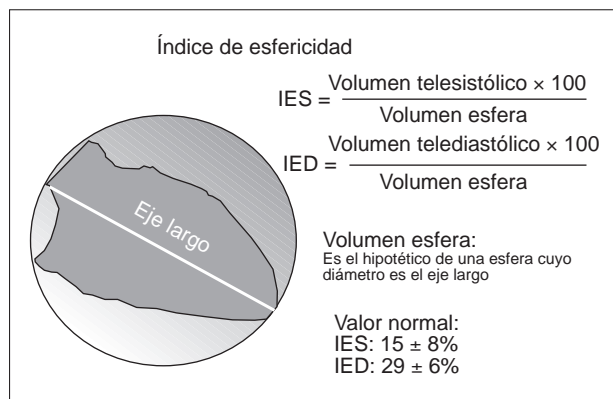 Índice de esfericidad
IES = Volumen telesistólico × 100
Volumen esfera
IED = Volumen telediastólico × 100
Volumen esfera
Eje largo
Volumen esfera:
Es el hipotético de una esfera cuyo
diámetro es el eje largo
Valor normal:
IES: 15 ± 8%
IED: 29 ± 6%